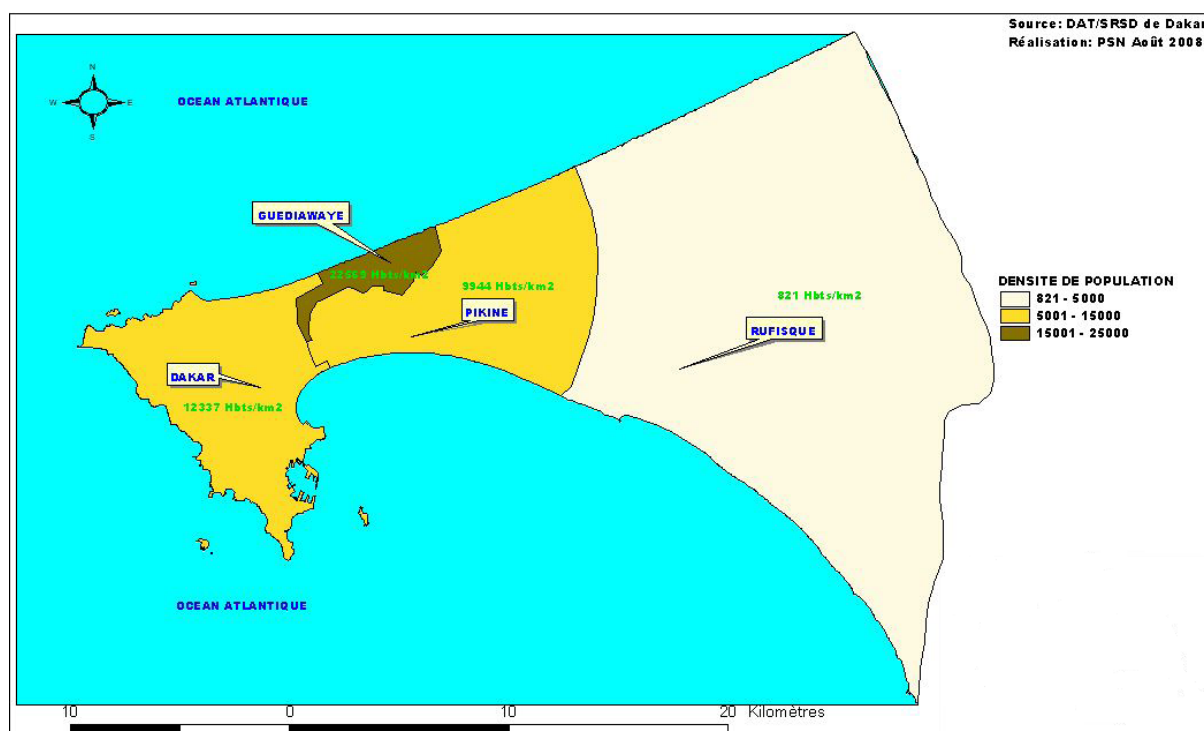 Source: DAT/SRSD de Dakar
Réalisation: PSN Août 2008
N
W E
S
OCEAN ATLANTIQUE
GUEDIAWAYE
Hbts/km2
9944 Hbts/km2
PIKINE
821 Hbts/km2
RUFISQUE
DAKAR
12337 Hbts/km2
DENSITE DE POPULATION
821 - 5000
5001 - 15000
15001 - 25000
OCEAN ATLANTIQUE
10 0 10 20 Kilomètres